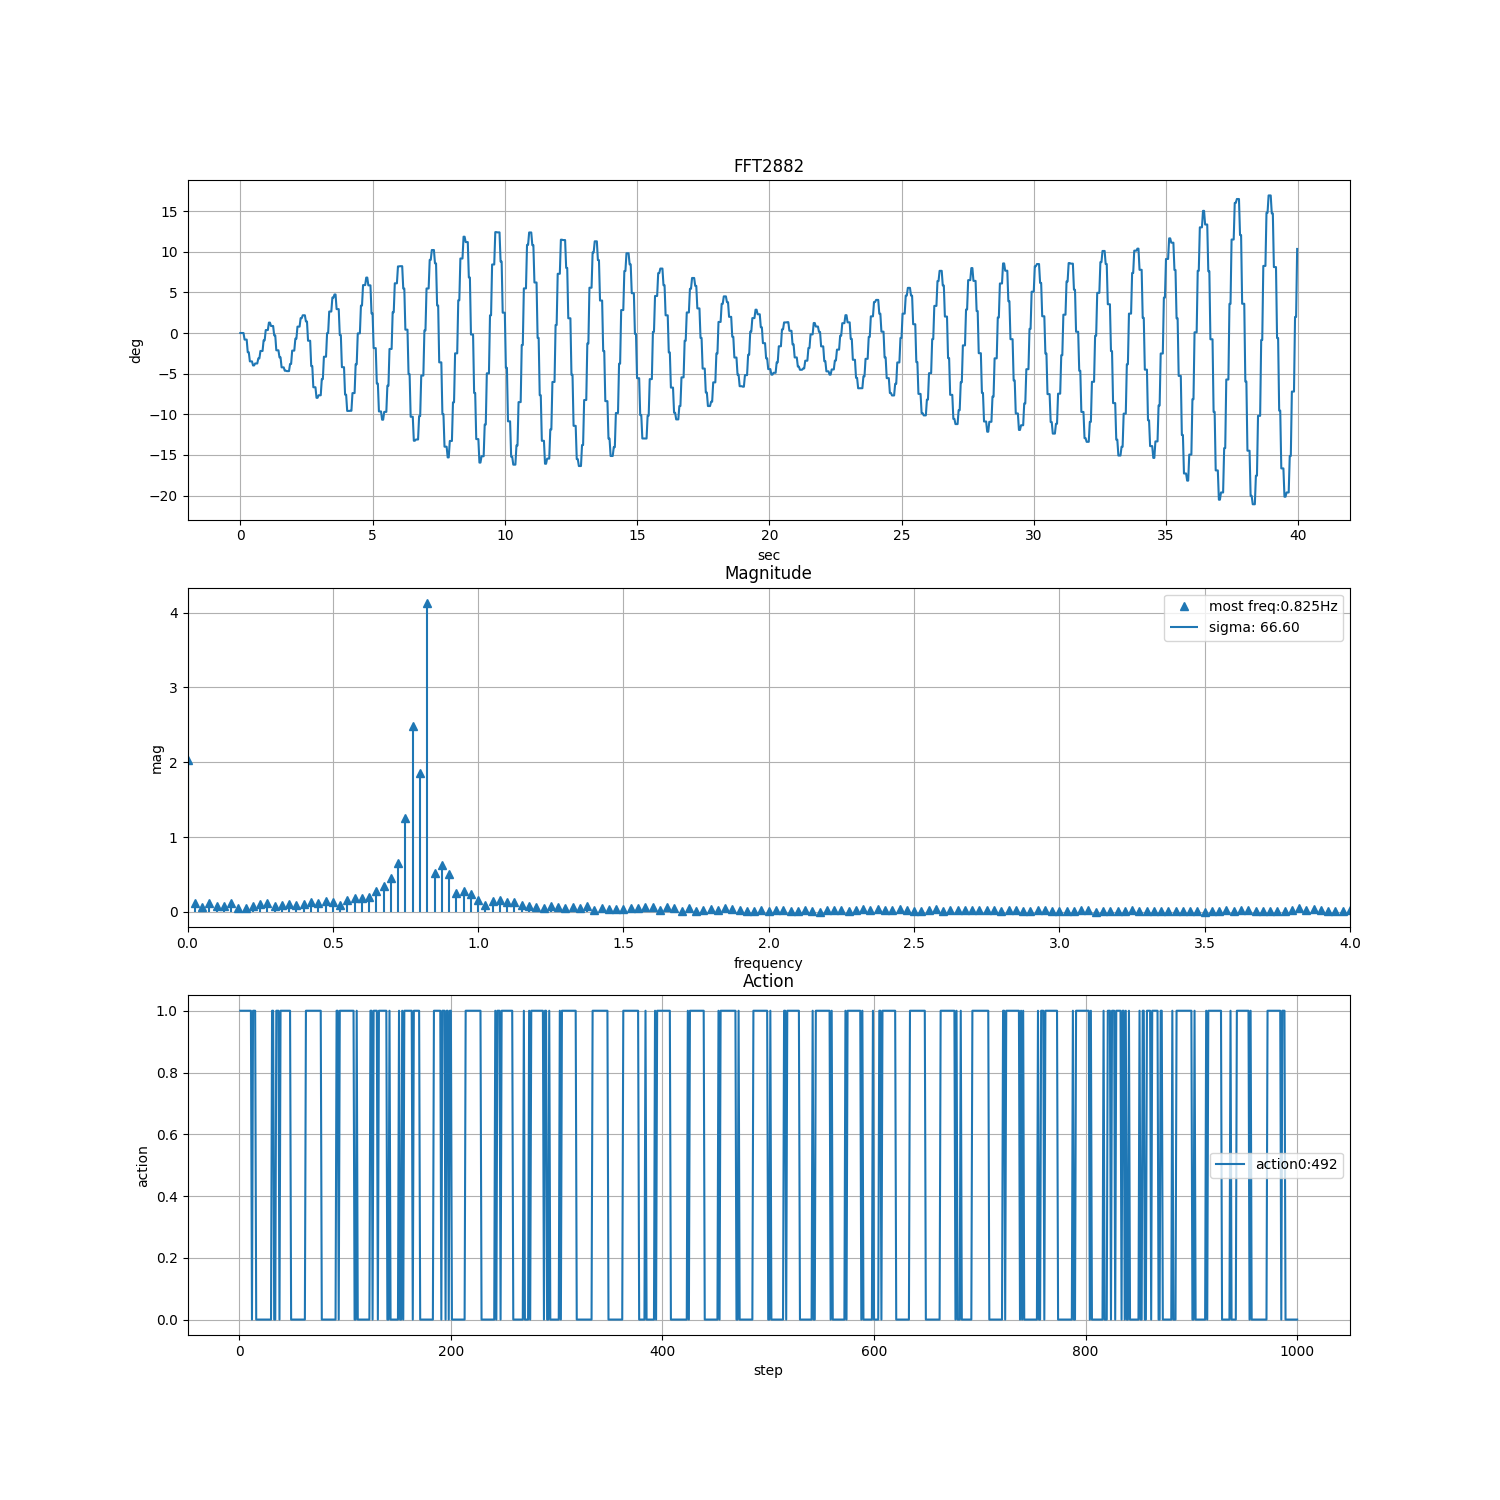 FFT2882
deg
15
10
5
0
−5
−10
−15
−20
0 5 10 15 20 25 30 35 40
sec
Magnitude
mag
4
3
2
1
0
most freq:0.825Hz
sigma: 66.60
0.0 0.5 1.0 1.5 2.0 2.5 3.0 3.5 4.0
frequency
Action
action
1.0
0.8
0.6
0.4
0.2
0.0
action0:492
0 200 400 600 800 1000
step